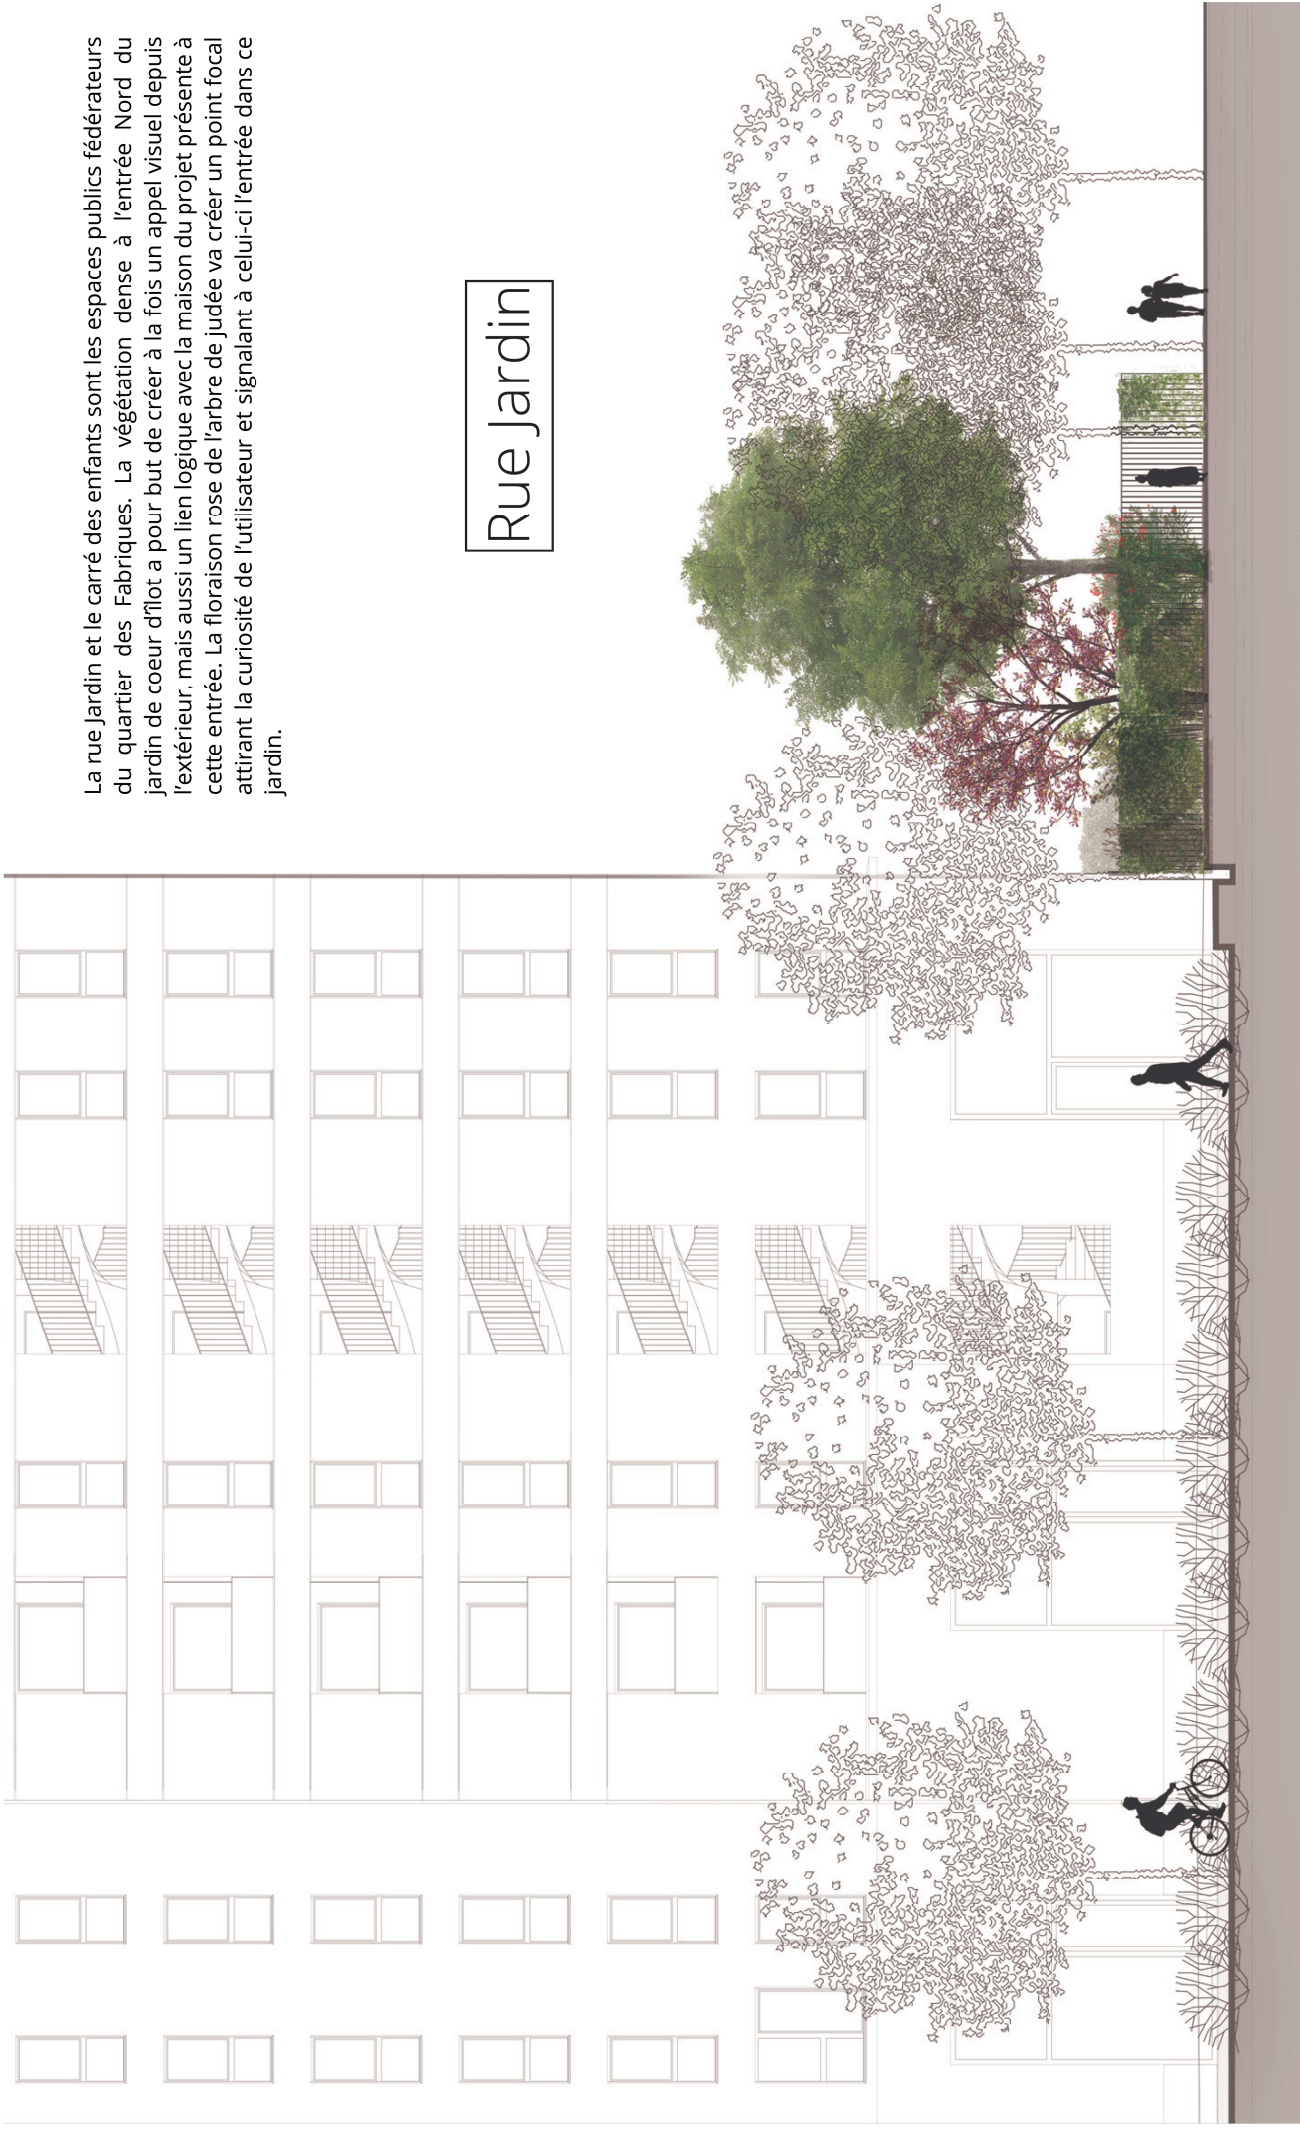 La rue Jardin et le carré des enfants sont les espaces publics fédérateurs
du quartier des Fabriques. La végétation dense à l'entrée Nord du
jardin de coeur d'îlot a pour but de créer à la fois un appel visuel depuis
l'extérieur, mais aussi un lien logique avec la maison du projet présente à
cette entrée. La floraison rose de l'arbre de judée va créer un point focal
attirant la curiosité de l'utilisateur et signalant à celui-ci l'entrée dans ce
jardin.
Rue Jardin